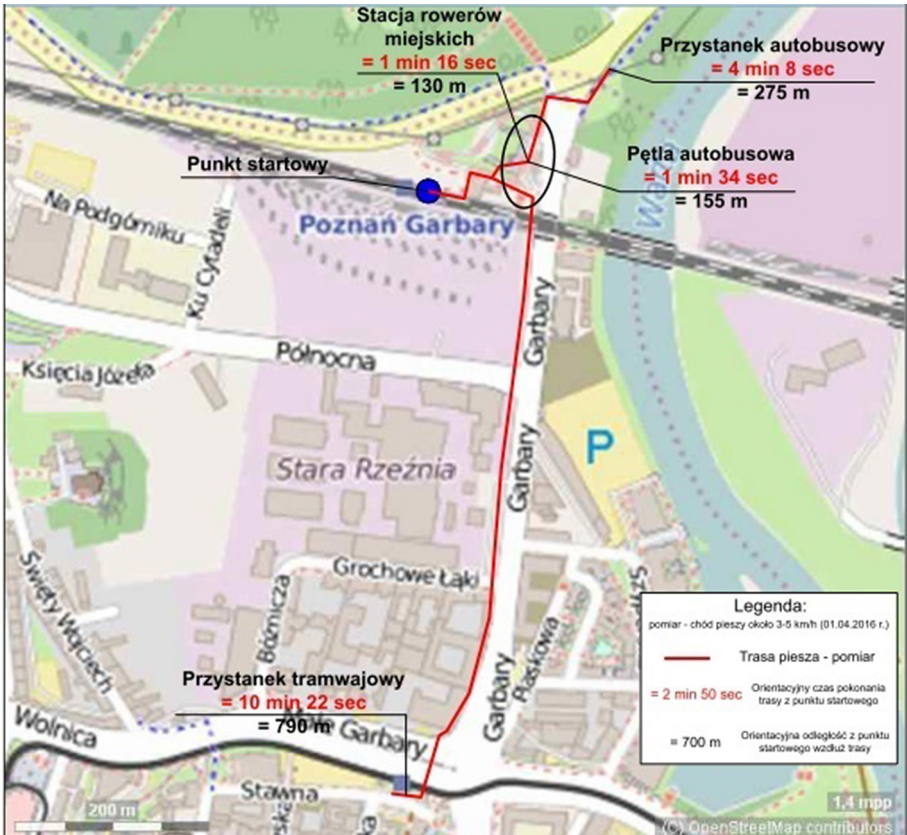 Stacja rowerów
miejskich
= 1 min 16 sec
= 130 m
Przystanek autobusowy
= 4 min 8 sec
= 275 m
Punkt startowy
Pętla autobusowa
= 1 min 34 sec
= 155 m
Na Podgórniku
Ku Cytadeli
Poznań Garbary
Garbary
Północna
Księcia Józefa
Garbary
P
Stara Rzeźnia
Grochowe Łąki
Bóżnicza
Święty Wojciech
Piaskowa
Garbary
Legenda:
pomiar - chód pieszy około 3-5 km/h (01.04.2016 r.)
Trasa piesza - pomiar
= 2 min 50 sec
Orientacyjny czas pokonania
trasy z punktu startowego
= 700 m
Orientacyjna odległość z punktu
startowego wzdłuż trasy
Przystanek tramwajowy
= 10 min 22 sec
= 790 m
Wolnica
Garbary
Stawna
200 m
1,4 mpp
(C) OpenStreetMap contributors